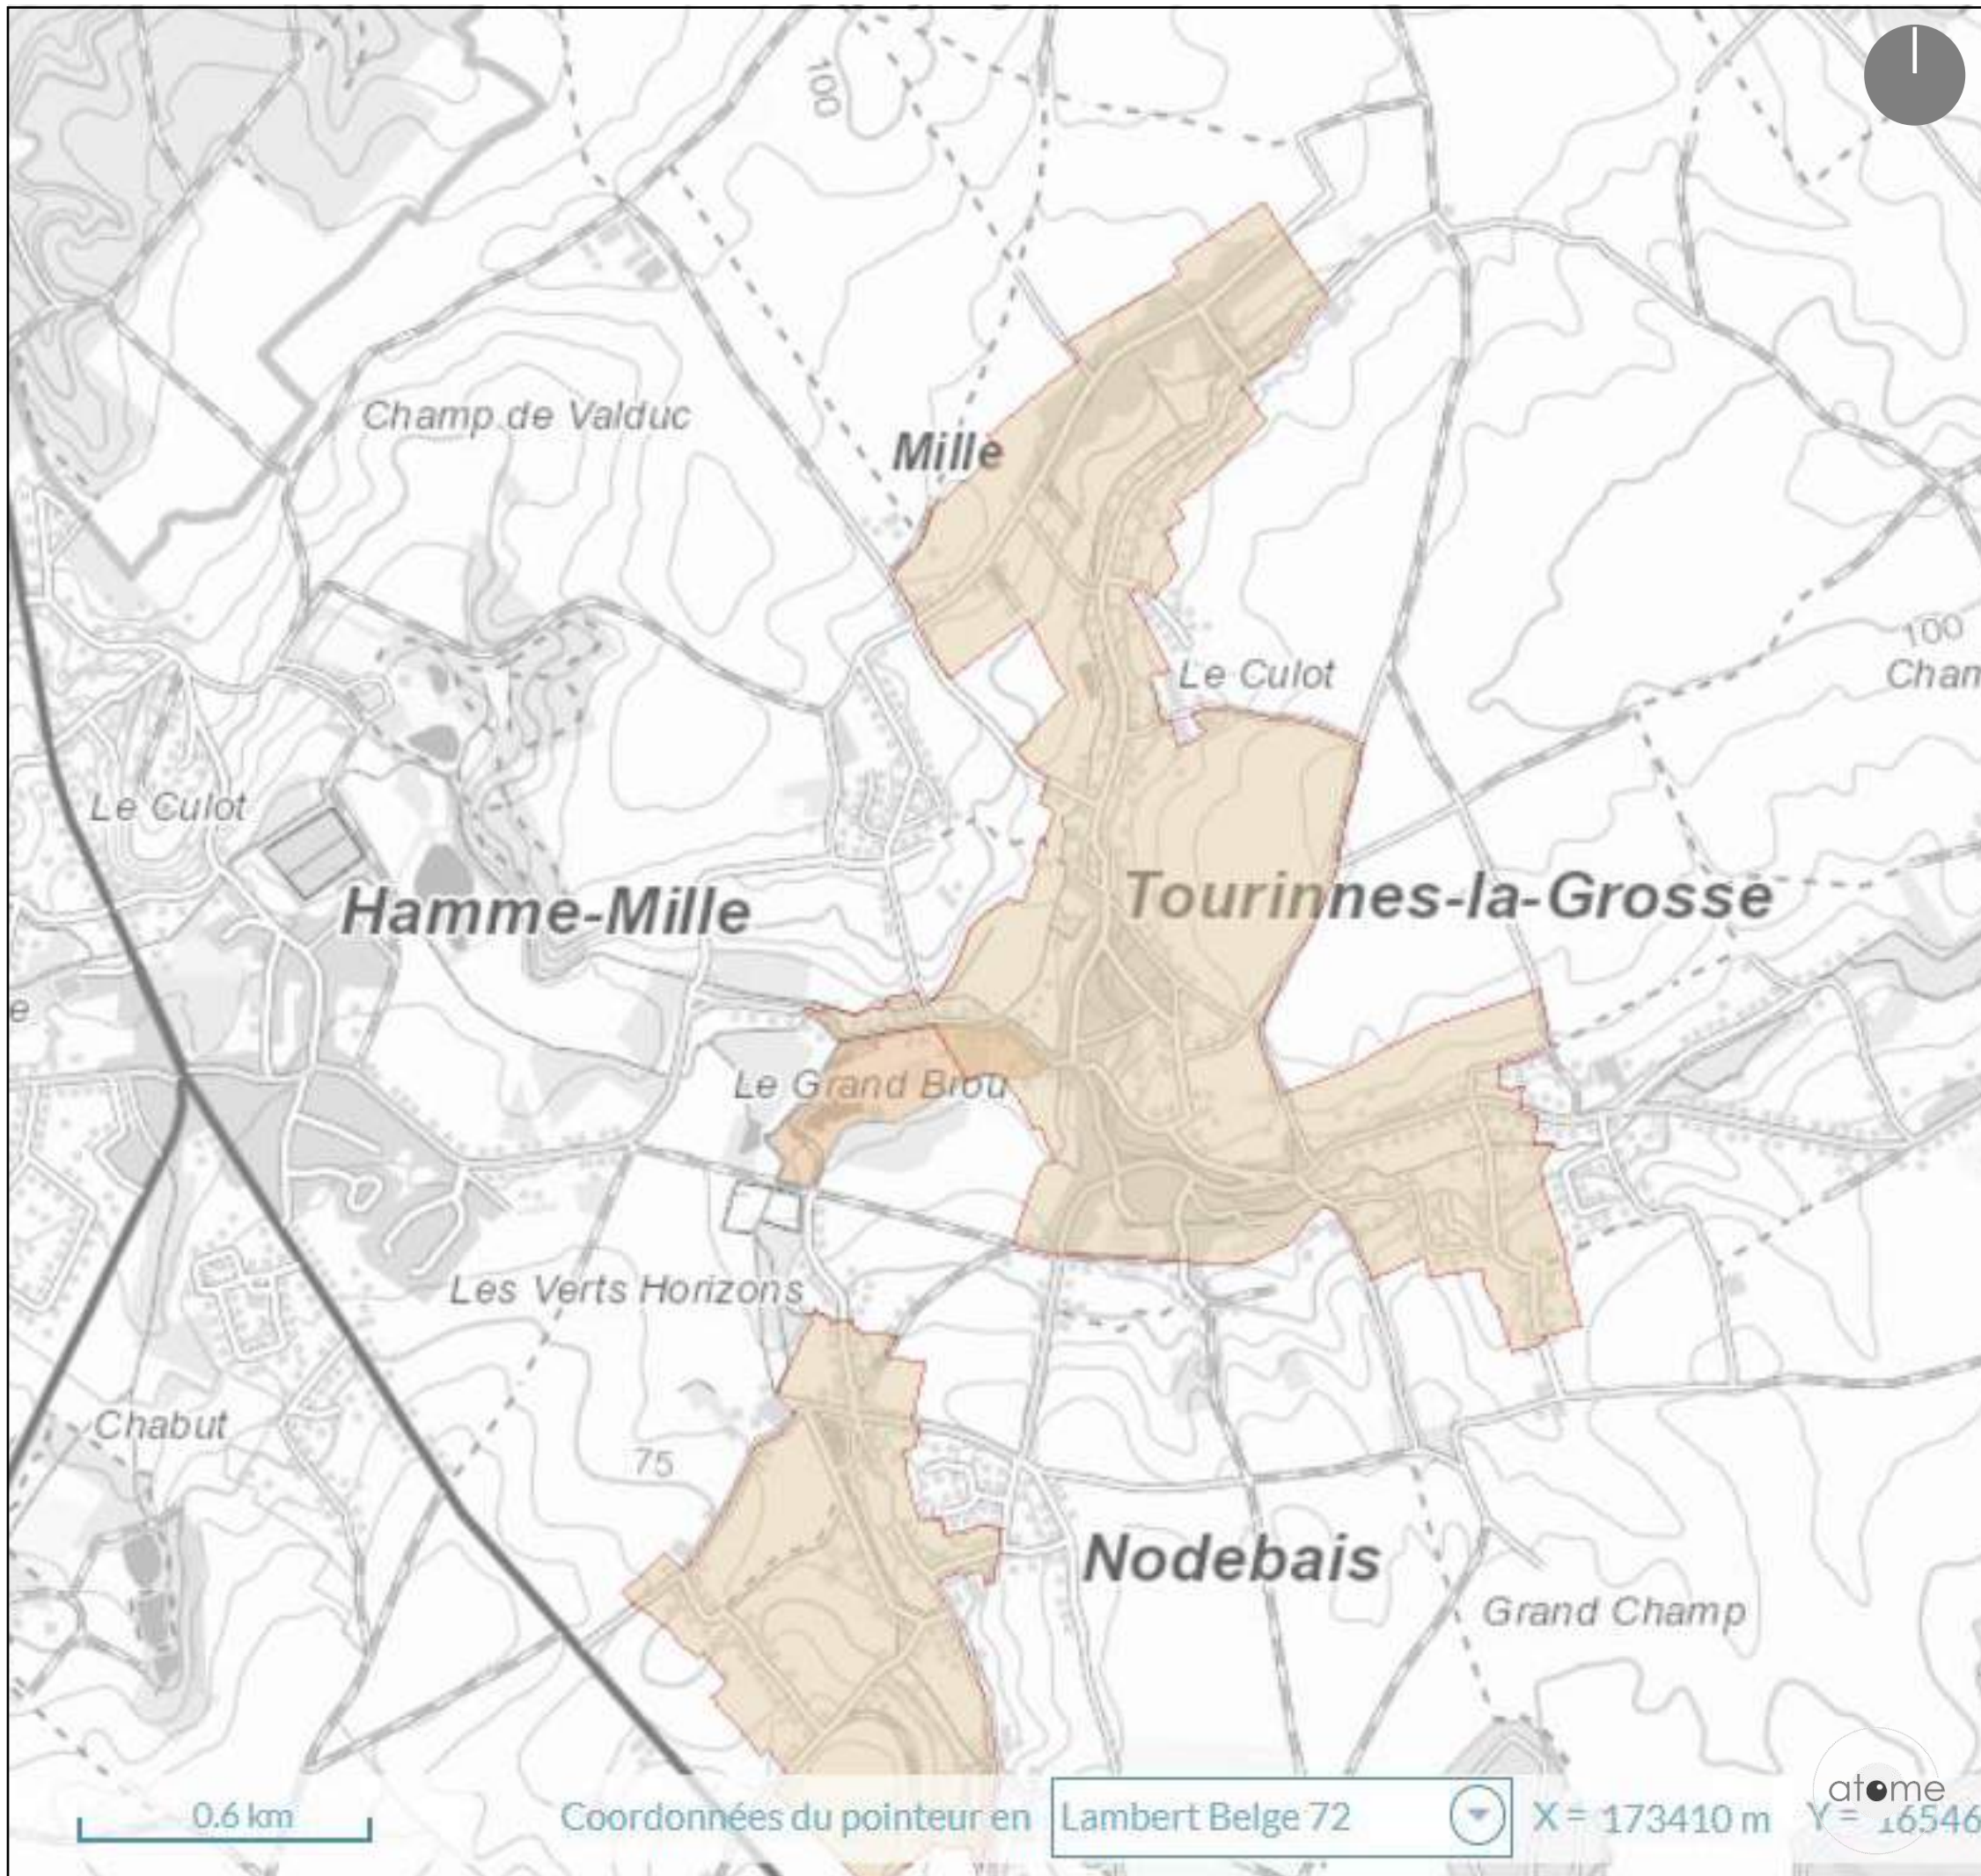 100
Champ de Valduc
Mille
100
Le Culot
Chan
Le Culot
Hamme-Mille
Tourinnes-la-Grosse
e
Le Grand Brou
Les Verts Horizons
Chabut
75
Nodebais
Grand Champ
atome
0.6 km
Coordonnées du pointeur en Lambert Belge 72 X = 173410 m Y = 16546